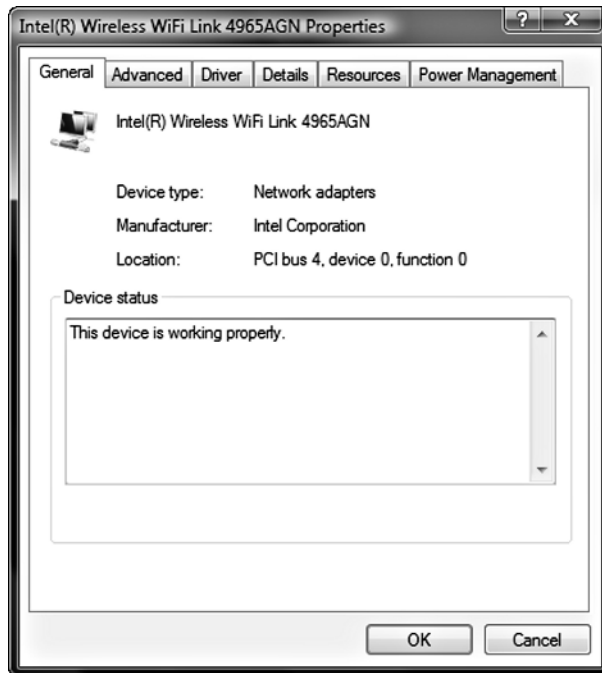 Intel(R) Wireless WiFi Link 4965AGN Properties
? X
General Advanced Driver Details Resources Power Management
Intel(R) Wireless WiFi Link 4965AGN
Device type: Network adapters
Manufacturer: Intel Corporation
Location: PCI bus 4, device 0, function 0
Device status
This device is working properly.
OK Cancel